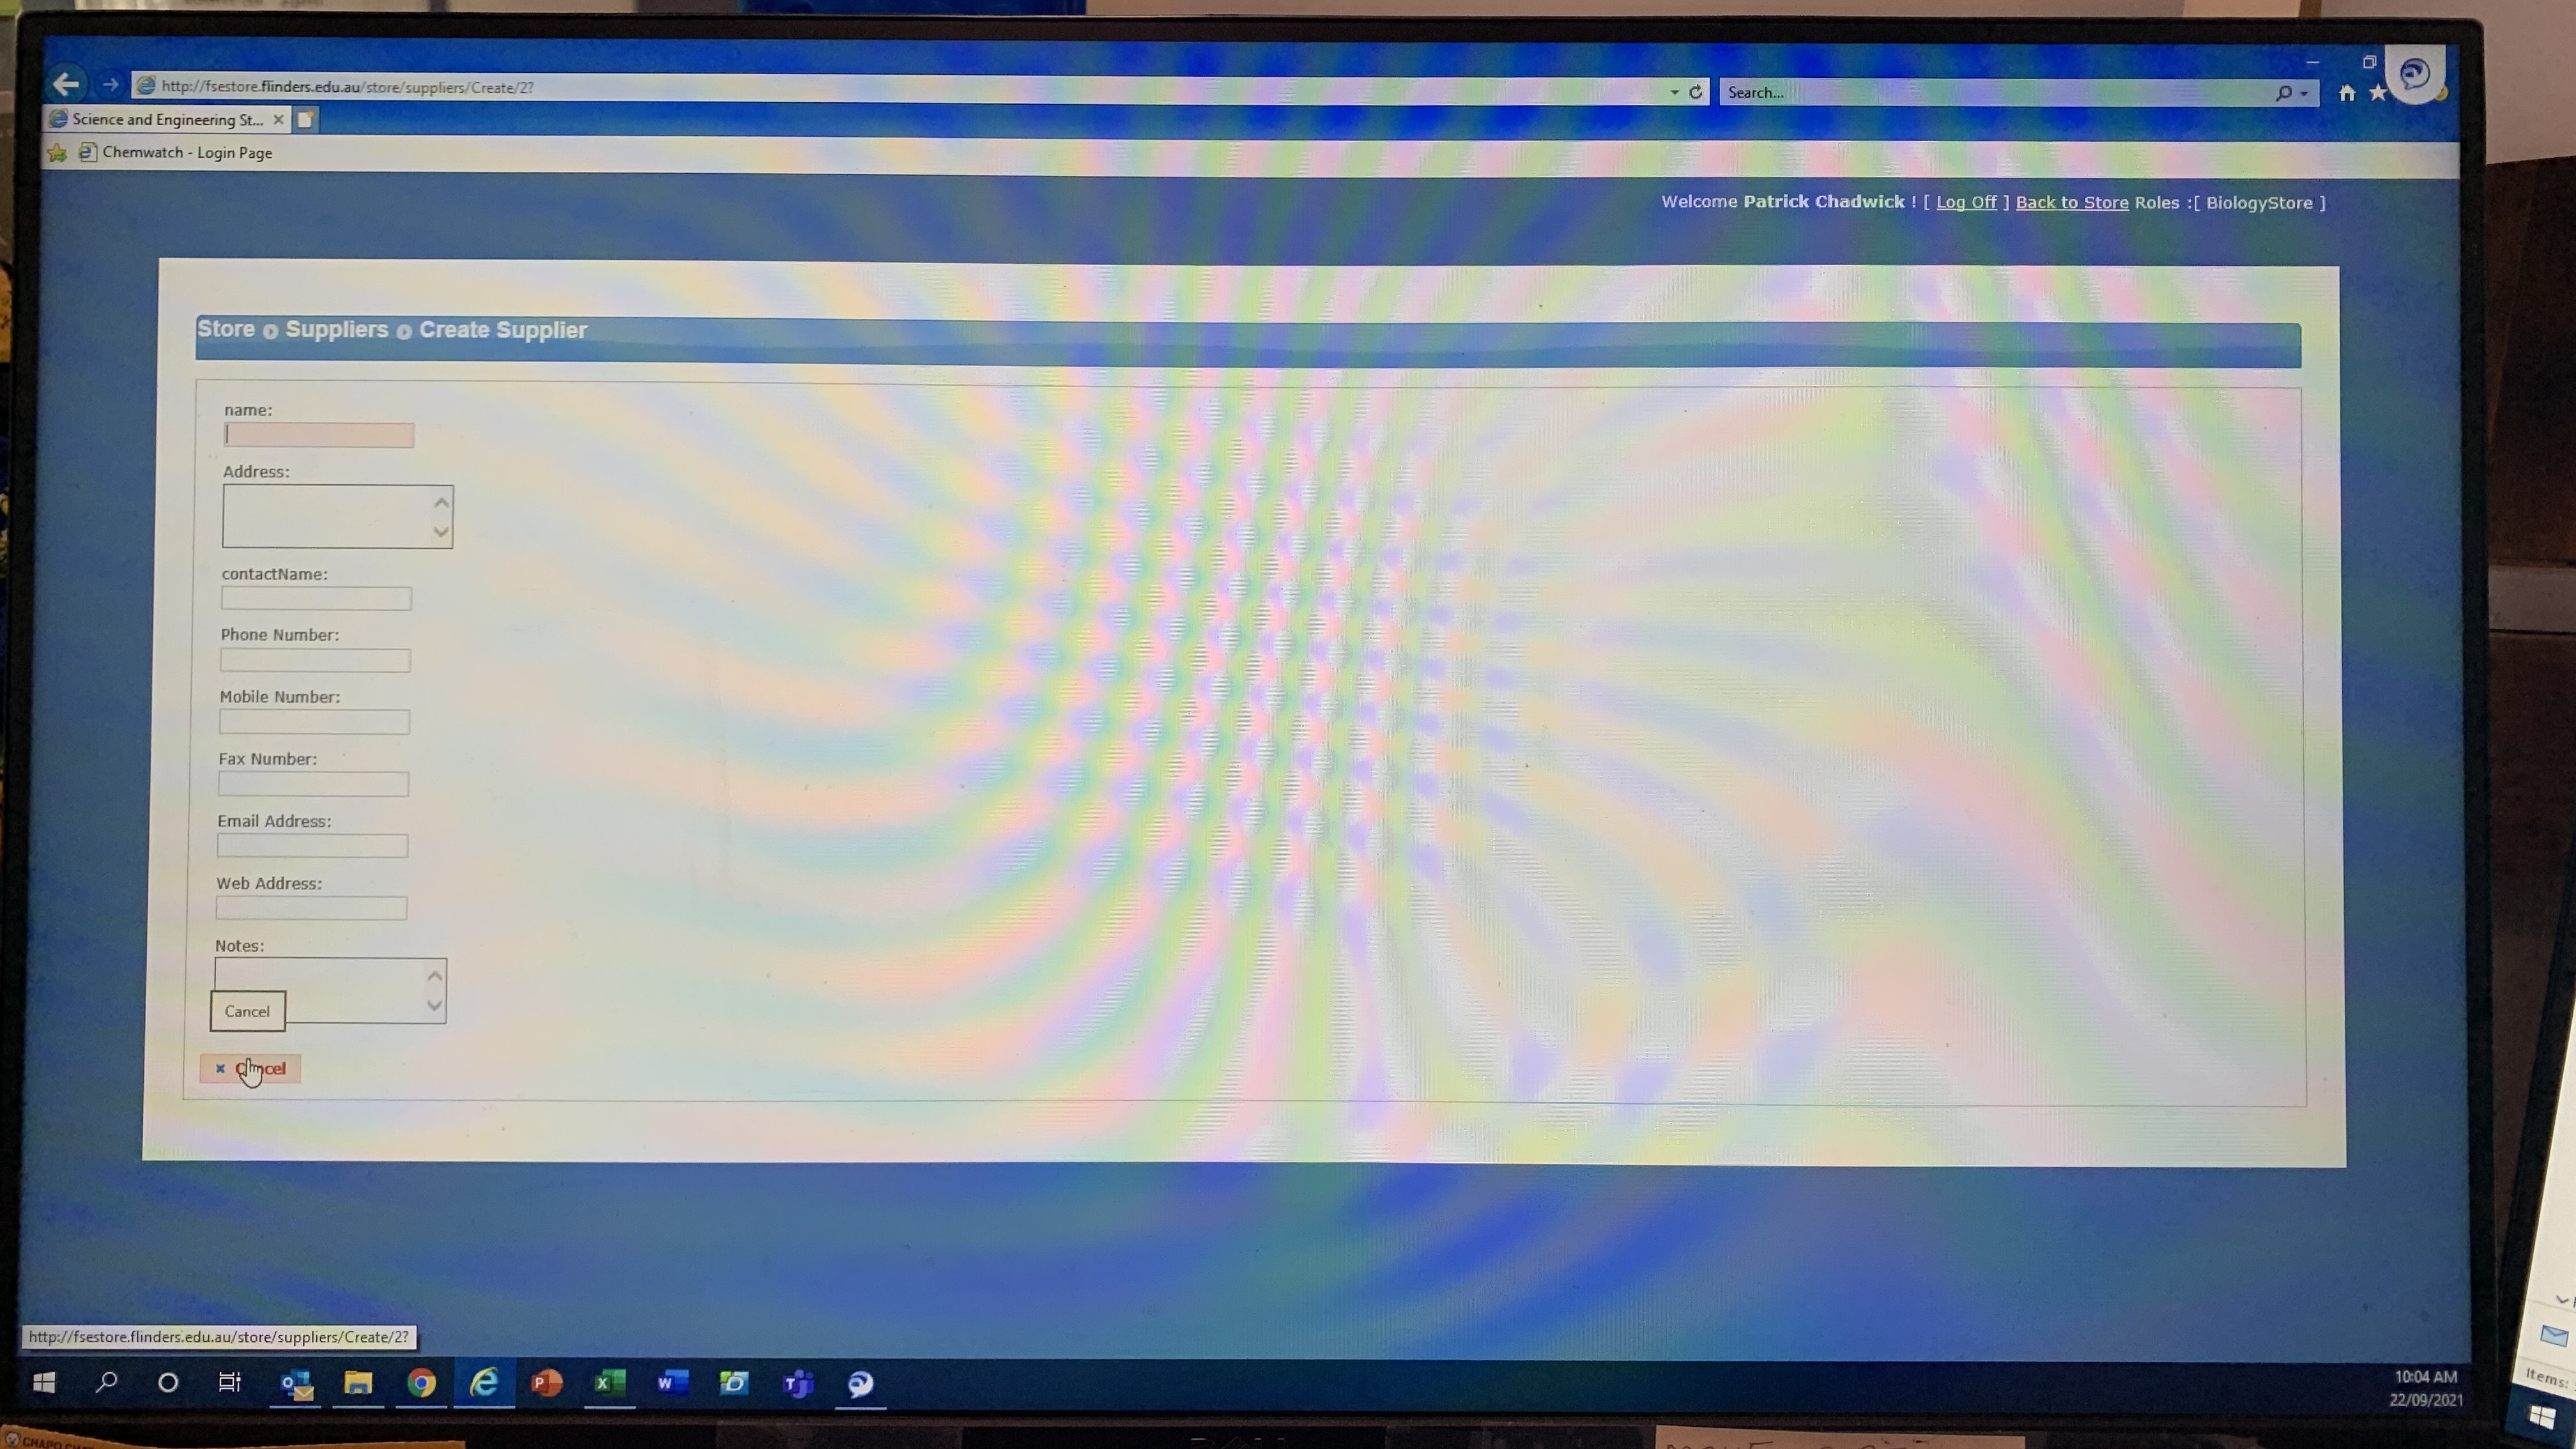 http://fsestore.flinders.edu.au/store/suppliers/Create/2?
Search...
Science and Engineering St...
Chemwatch - Login Page
Welcome Patrick Chadwick ! [ Log Off ] Back to Store Roles :[ BiologyStore ]
Store Suppliers Create Supplier
name:
Address:
contactName:
Phone Number:
Mobile Number:
Fax Number:
Email Address:
Web Address:
Notes:
Cancel
Cancel
http://fsestore.flinders.edu.au/store/suppliers/Create/2?
10:04 AM
22/09/2021
Items: